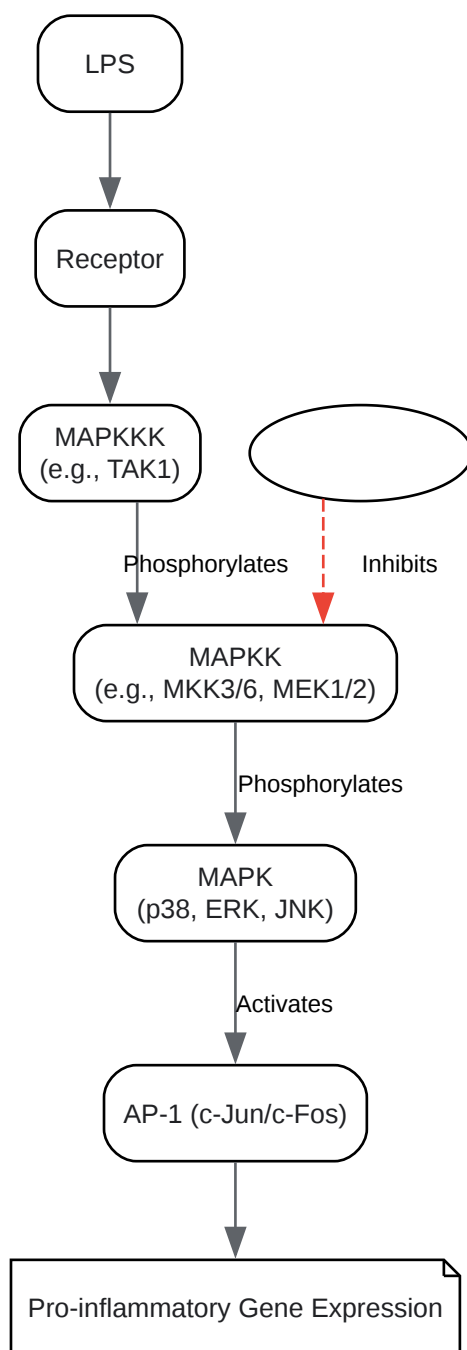 LPS
Receptor
MAPKKK
(e.g., TAK1)
Phosphorylates
Inhibits
MAPKK
(e.g., MKK3/6, MEK1/2)
Phosphorylates
MAPK
(p38, ERK, JNK)
Activates
AP-1 (c-Jun/c-Fos)
Pro-inflammatory Gene Expression